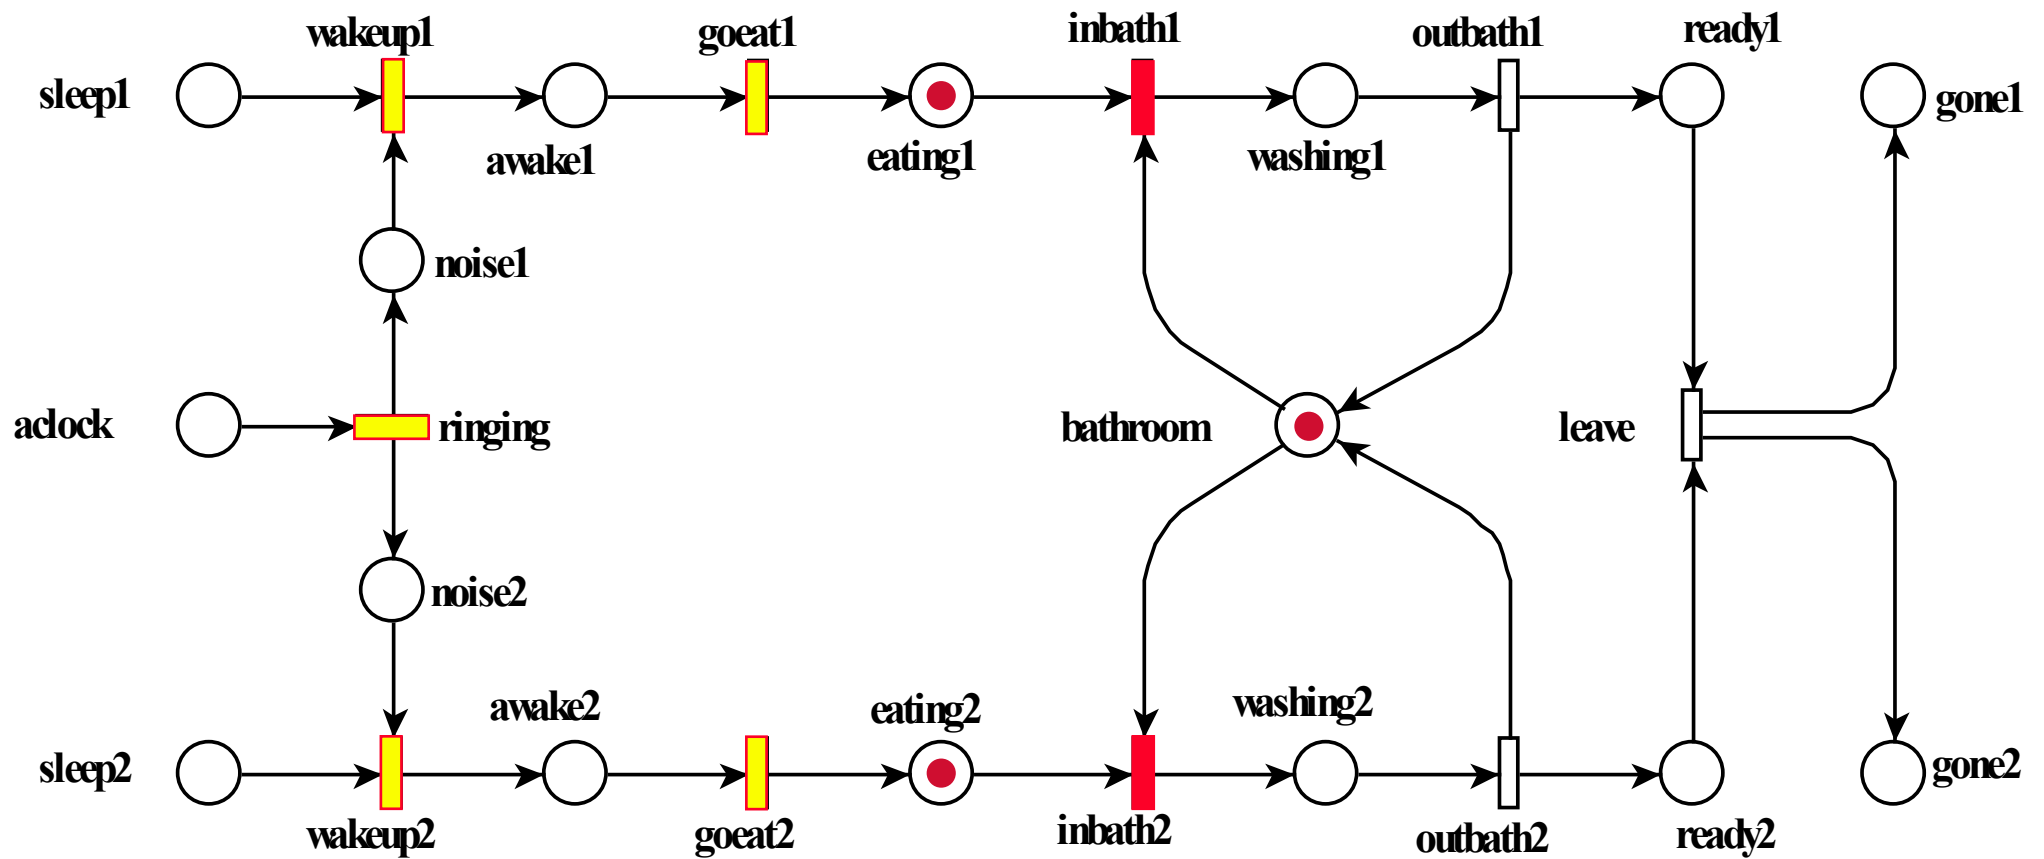 wakeup1
goeat1
inbath1
outbath1
ready1
sleep1
gone1
awake1
eating1
washing1
noise1
aclock
ringing
bathroom
leave
noise2
awake2
eating2
washing2
sleep2
gone2
wakeup2
goeat2
inbath2
outbath2
ready2